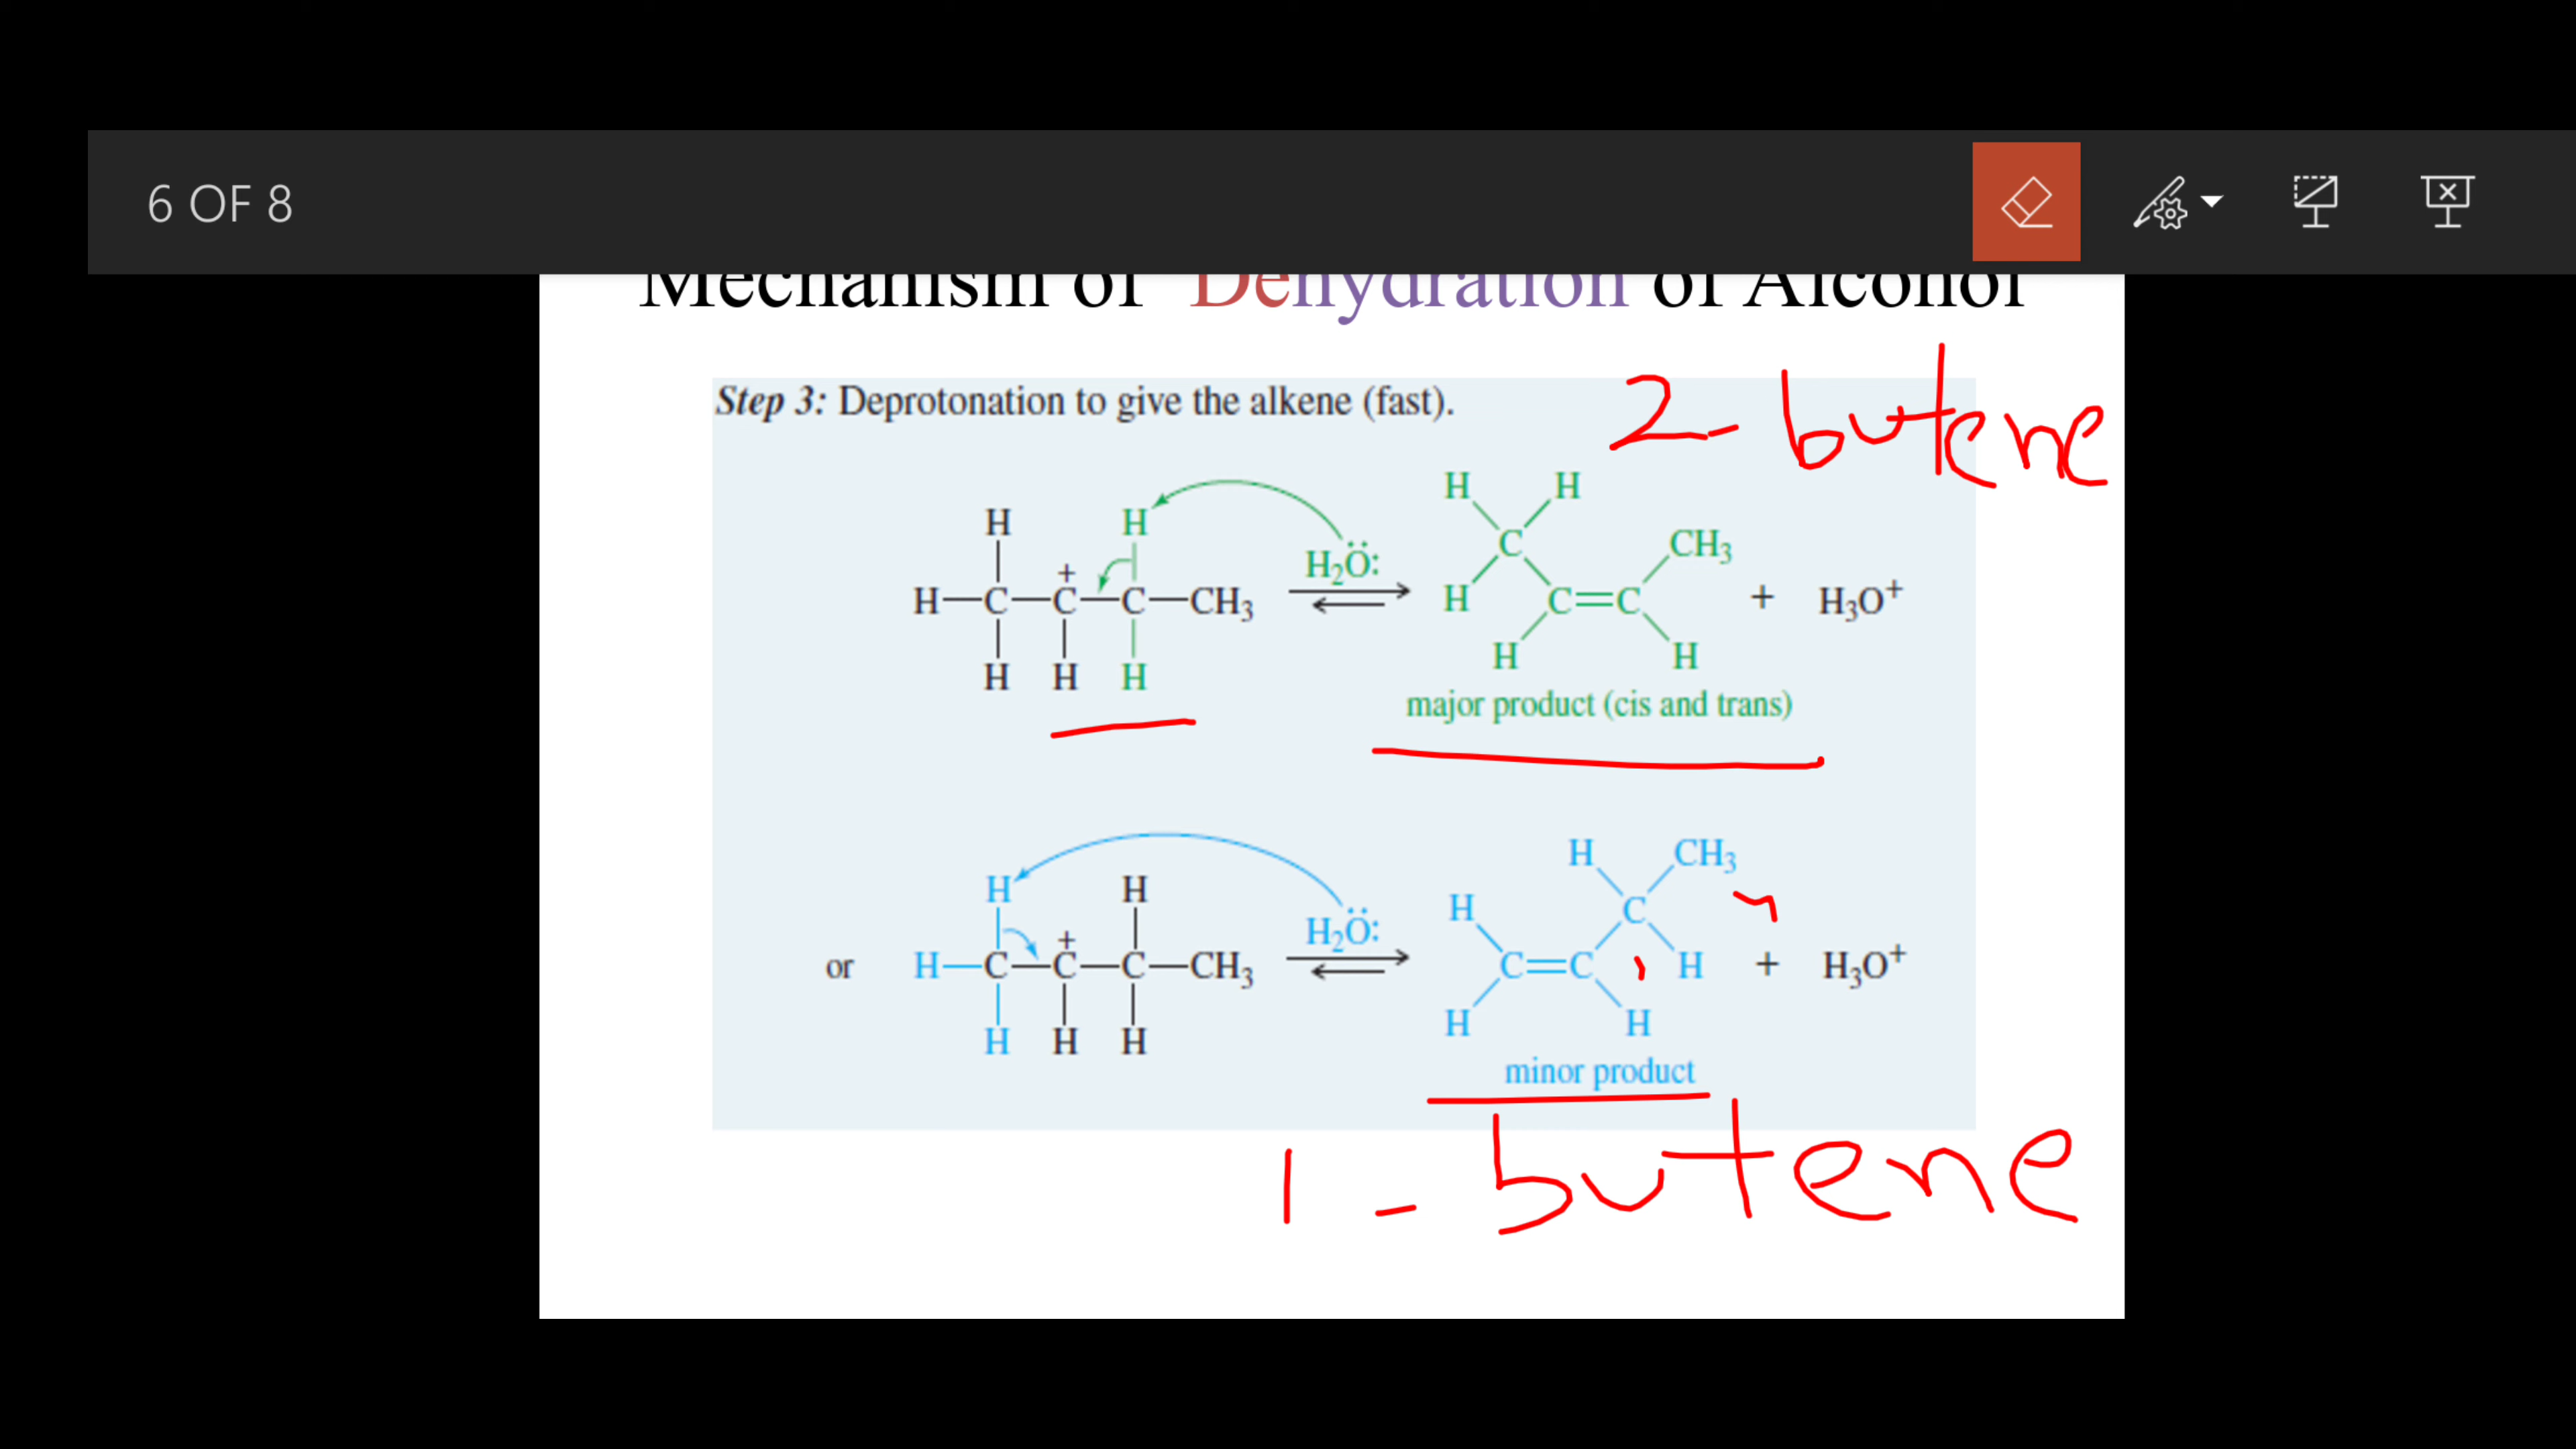 6 OF 8
Mechanism of Dehydration of Alcohol
2-butene
Step 3: Deprotonation to give the alkene (fast).
H H
H H CH₃
H₂Ö:
H—C—C⁺—C—CH₃ H C C=C + H₃O⁺
H H H H H
major product (cis and trans)
H CH₃
H H H C
H₂Ö:
or H—C—C⁺—C—CH₃ C=C H + H₃O⁺
H H H H H
minor product
1-butene